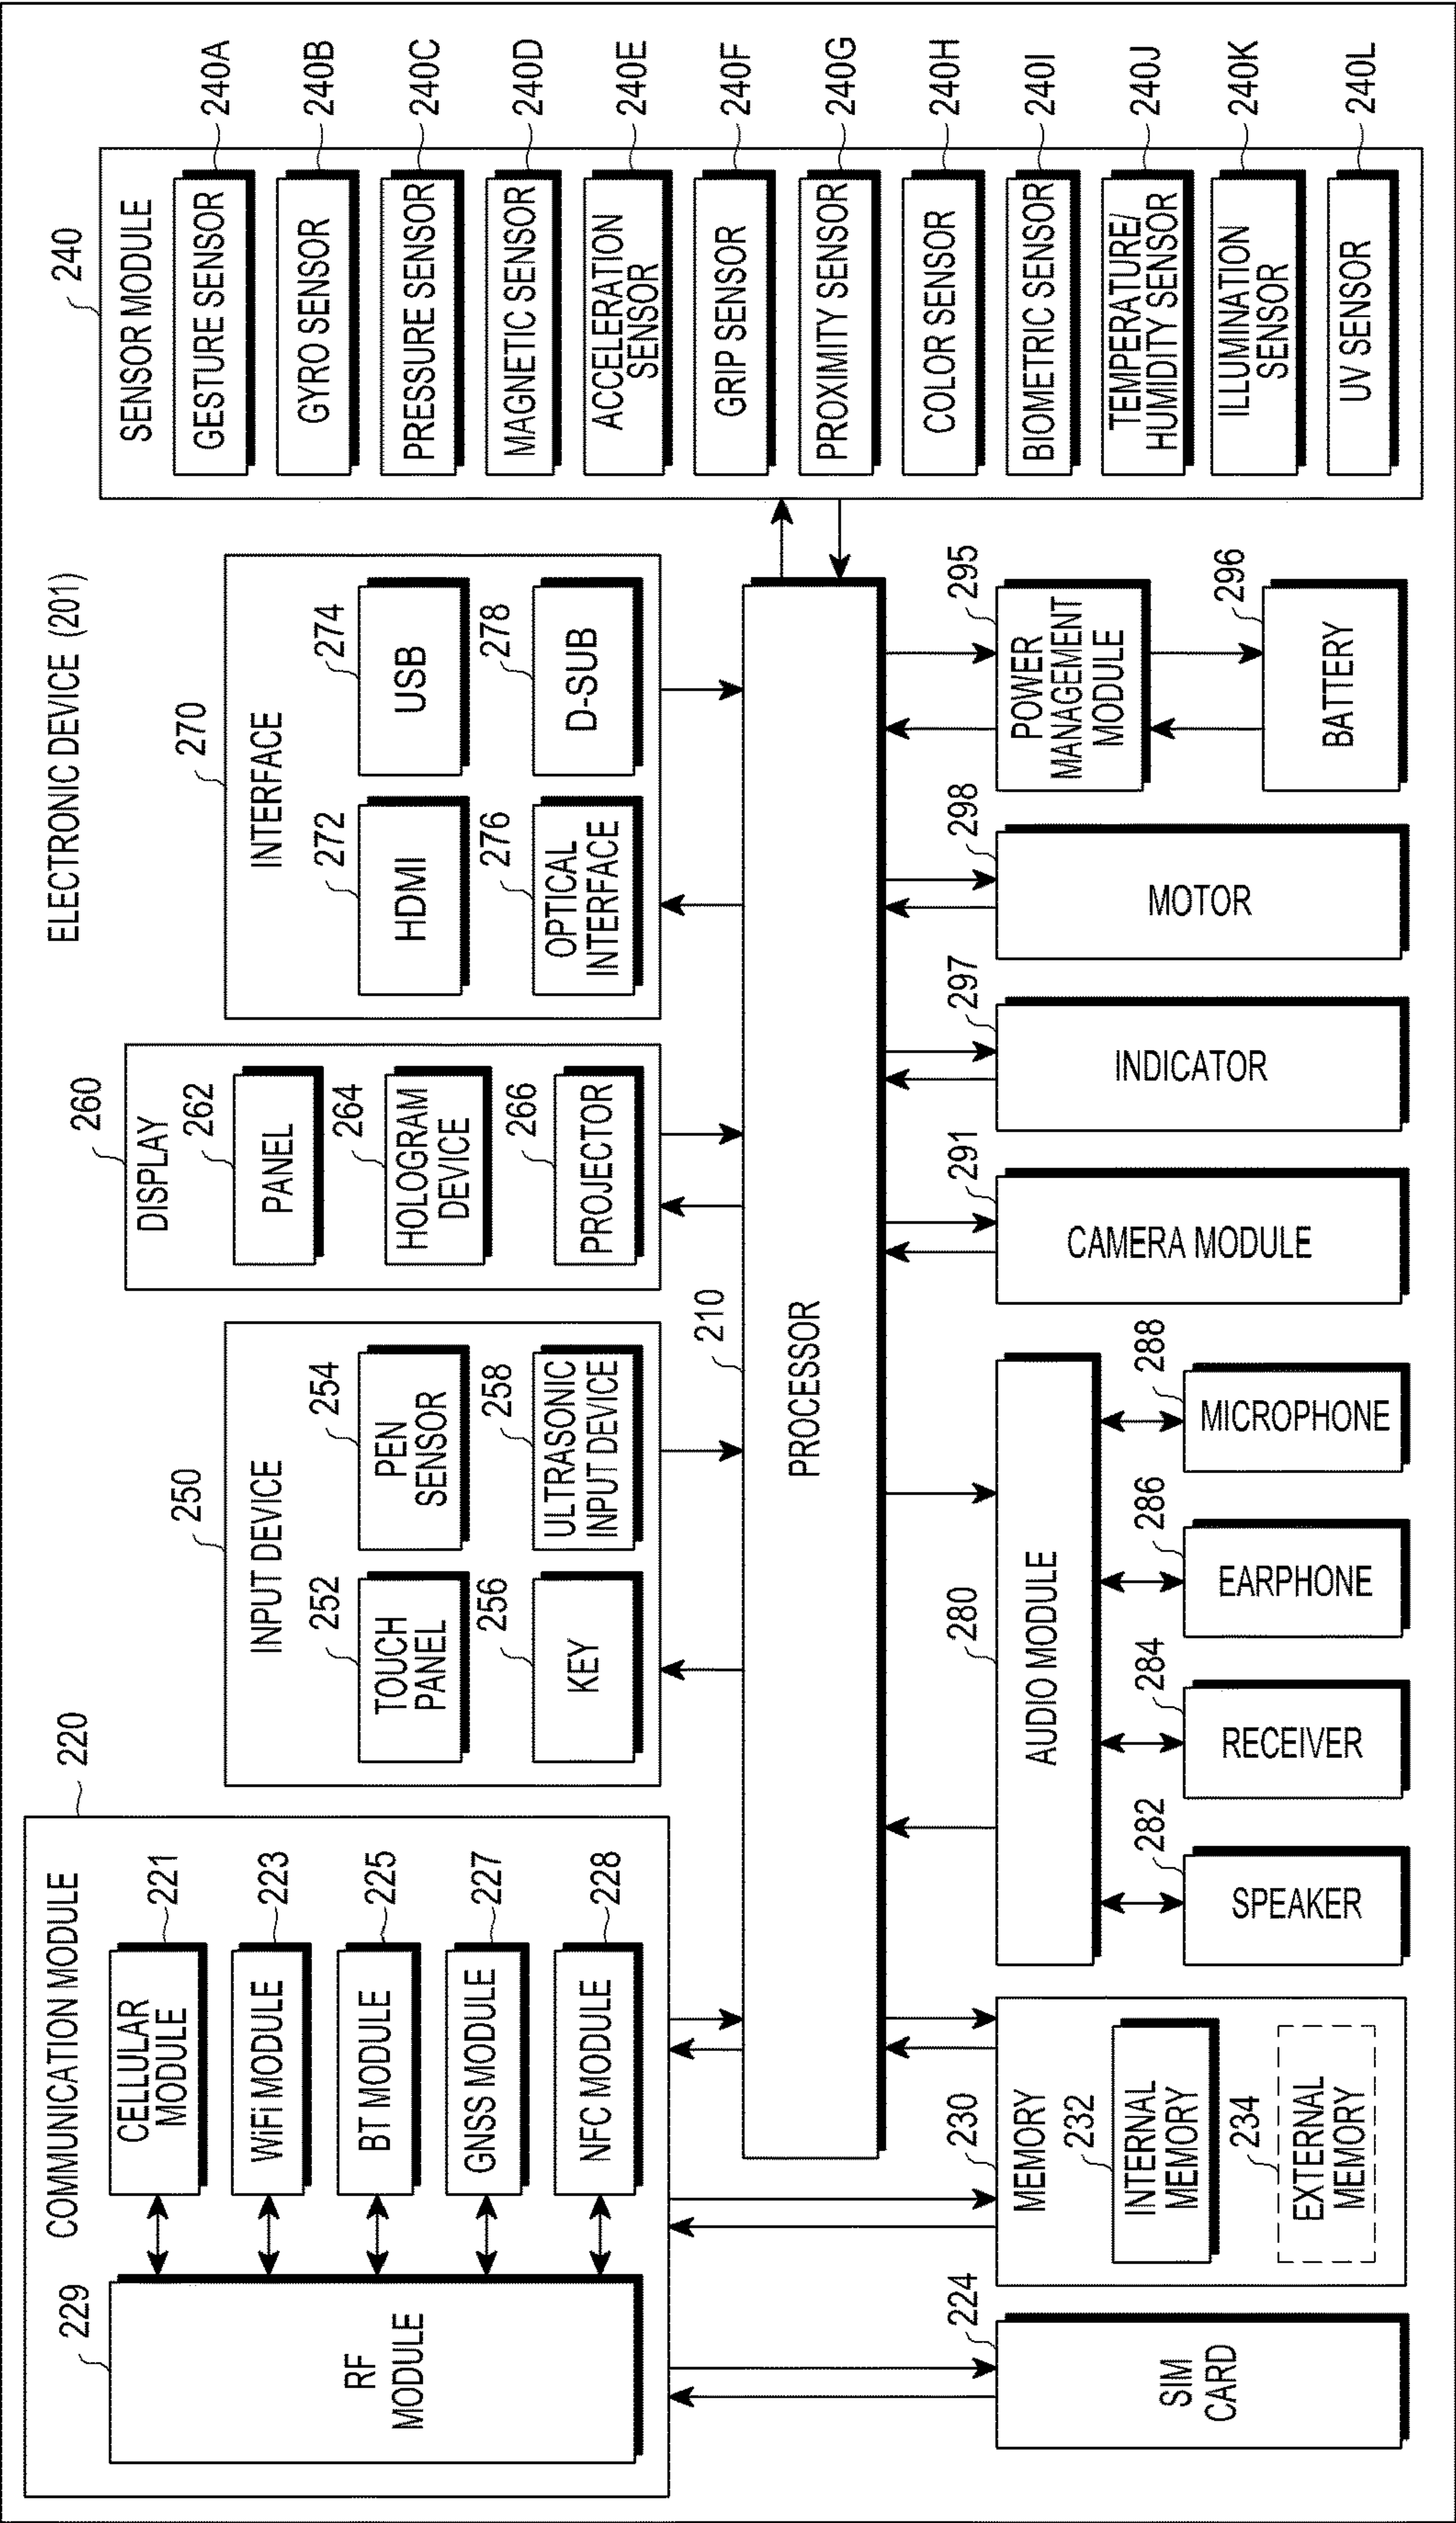 ELECTRONIC DEVICE (201)
220
COMMUNICATION MODULE
229
RF
MODULE
221
CELLULAR
MODULE
223
WiFi MODULE
225
BT MODULE
227
GNSS MODULE
228
NFC MODULE
250
INPUT DEVICE
252
TOUCH
PANEL
254
PEN
SENSOR
256
KEY
258
ULTRASONIC
INPUT DEVICE
260
DISPLAY
262
PANEL
264
HOLOGRAM
DEVICE
266
PROJECTOR
270
INTERFACE
272
HDMI
274
USB
276
OPTICAL
INTERFACE
278
D-SUB
240
SENSOR MODULE
GESTURE SENSOR
240A
GYRO SENSOR
240B
PRESSURE SENSOR
240C
MAGNETIC SENSOR
240D
ACCELERATION
SENSOR
240E
GRIP SENSOR
240F
PROXIMITY SENSOR
240G
COLOR SENSOR
240H
BIOMETRIC SENSOR
240I
TEMPERATURE/
HUMIDITY SENSOR
240J
ILLUMINATION
SENSOR
240K
UV SENSOR
240L
210
PROCESSOR
224
SIM
CARD
230
MEMORY
232
INTERNAL
MEMORY
234
EXTERNAL
MEMORY
280
AUDIO MODULE
282
SPEAKER
284
RECEIVER
286
EARPHONE
288
MICROPHONE
291
CAMERA MODULE
297
INDICATOR
298
MOTOR
295
POWER
MANAGEMENT
MODULE
296
BATTERY